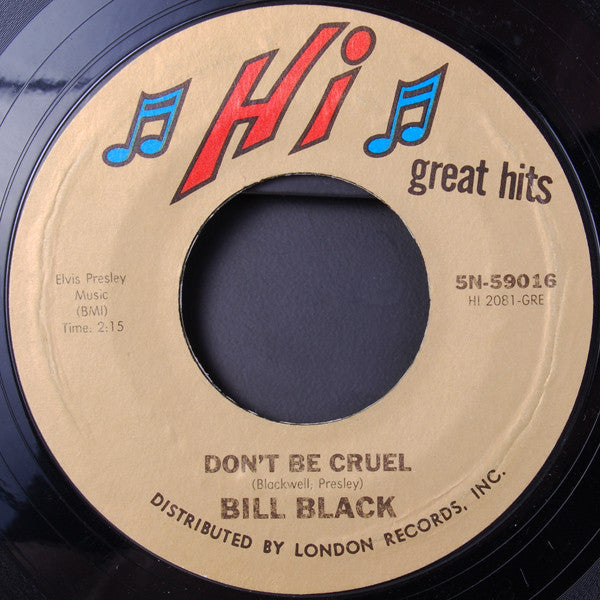 Hi
great hits
Elvis Presley
Music
(BMI)
Time: 2:15
5N-59016
HI 2081-GRE
DON'T BE CRUEL
(Blackwell, Presley)
BILL BLACK
DISTRIBUTED BY LONDON RECORDS, INC.